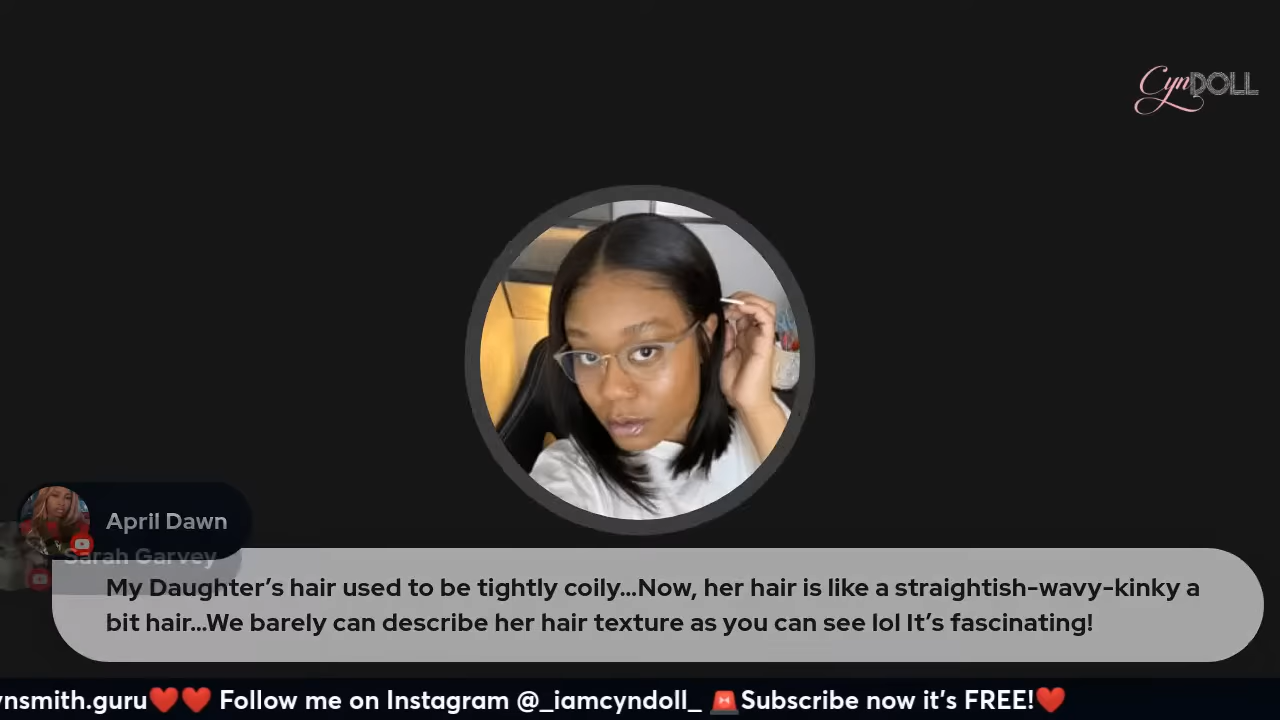 CynDOLL
April Dawn
Sarah Garvey
My Daughter’s hair used to be tightly coily...Now, her hair is like a straightish-wavy-kinky a
bit hair...We barely can describe her hair texture as you can see lol It’s fascinating!
ynsmith.guru❤️❤️ Follow me on Instagram @_iamcyndoll_ 🚨Subscribe now it’s FREE!❤️